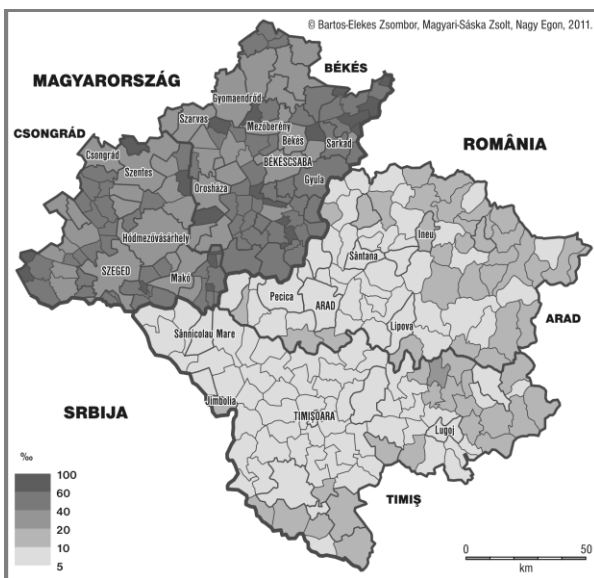 © Bartos-Elekes Zsombor, Magyari-Sáska Zsolt, Nagy Egon, 2011.
MAGYARORSZÁG
BÉKÉS
Gyomaendrőd
CSONGRÁD
Szarvas
Mezőberény
Békés
Sarkad
ROMÂNIA
Csongrád
Szentes
BÉKÉSCSABA
Orosháza
Gyula
Hódmezővásárhely
Ineu
SZEGED
Makó
Sântana
Pecica
ARAD
Lipova
ARAD
Sânnicolau Mare
SRBIJA
Jimbolia
TIMIȘOARA
Lugoj
TIMIȘ
‰
100
60
40
20
10
5
0
50
km